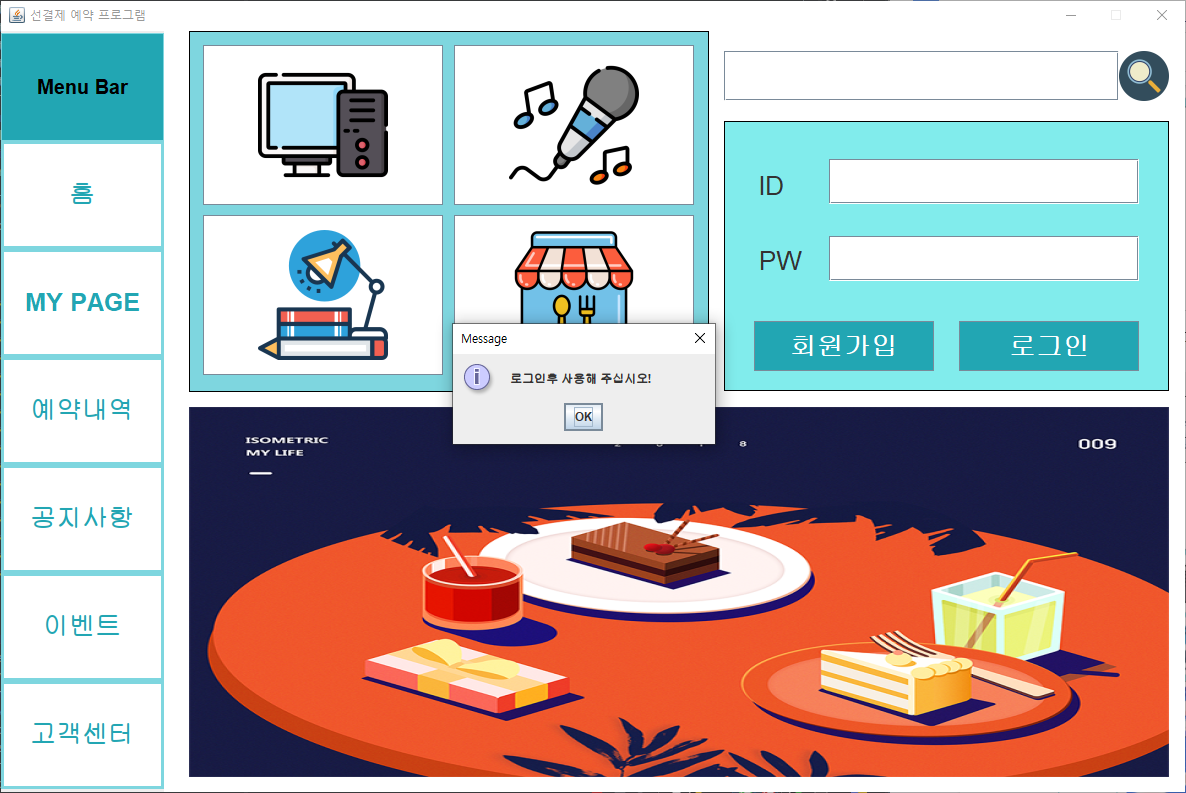 선결제 예약 프로그램
Menu Bar
홈
MY PAGE
예약내역
공지사항
이벤트
고객센터
ID
PW
회원가입
로그인
Message
로그인후 사용해 주십시오!
OK
ISOMETRIC
MY LIFE
009